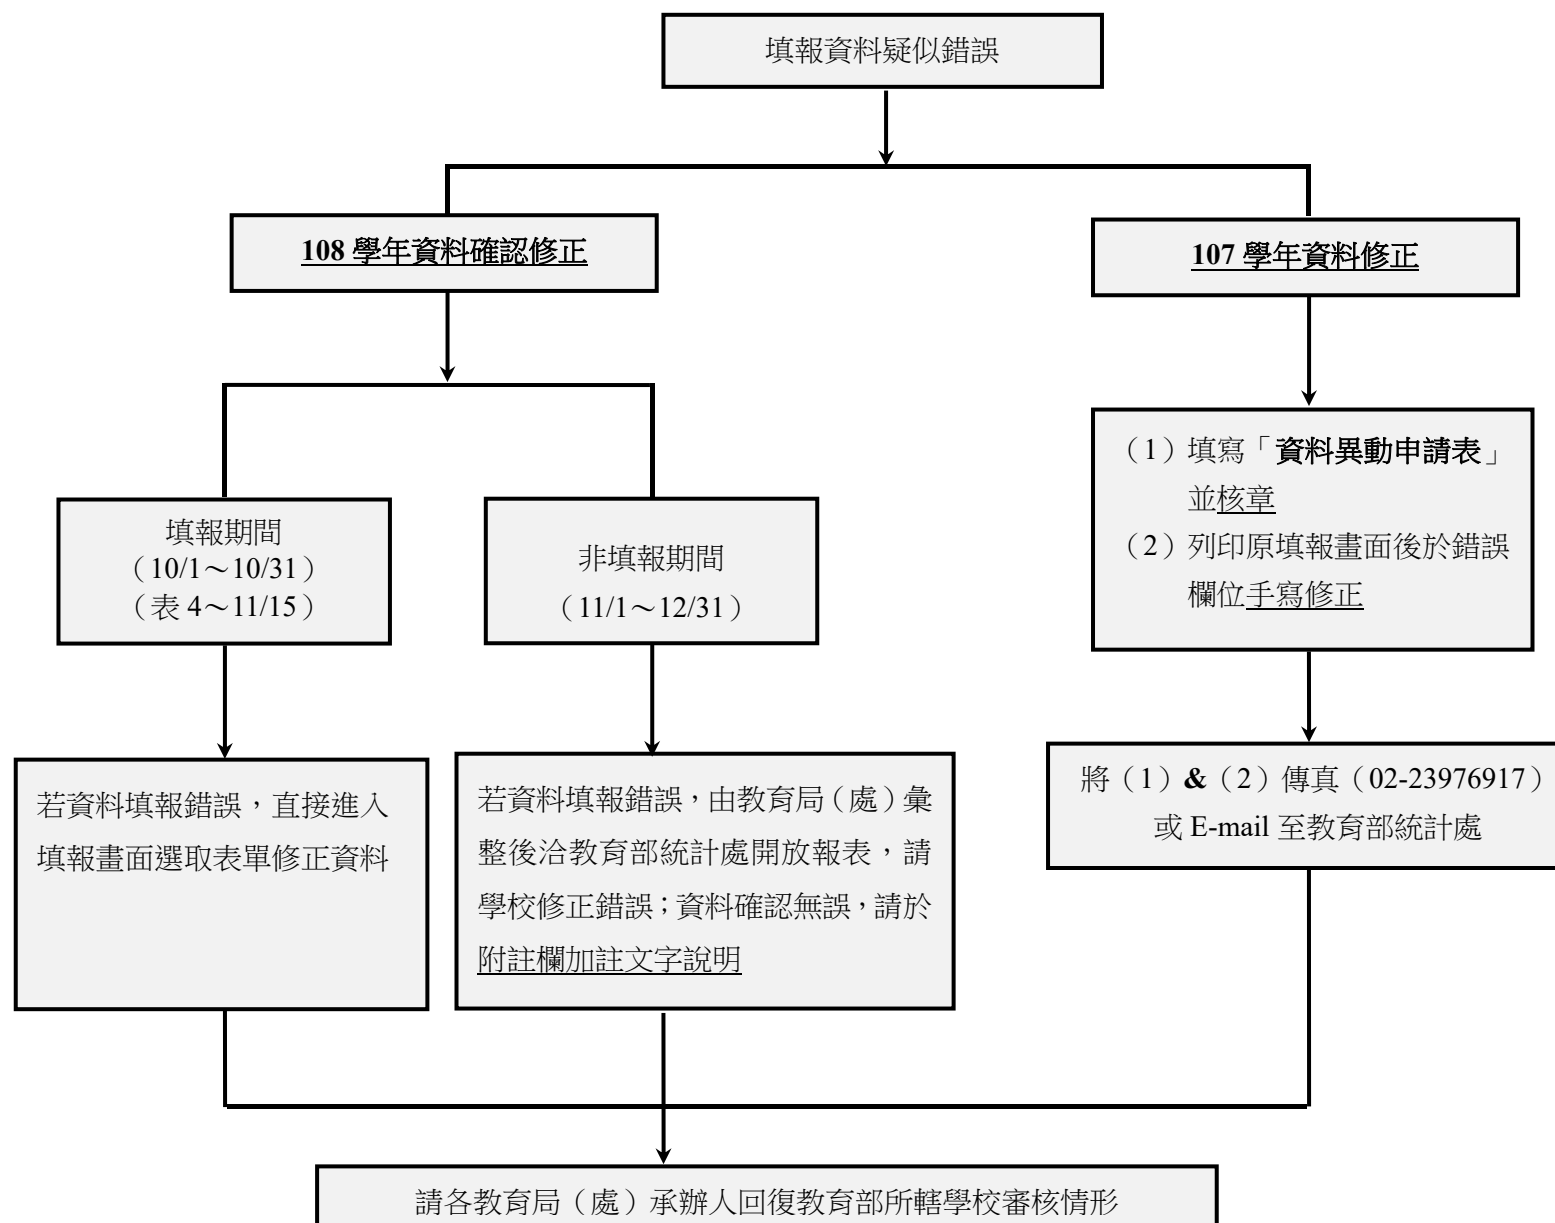 填報資料疑似錯誤
108 學年資料確認修正
107 學年資料修正
填報期間
（10/1～10/31）
（表 4～11/15）
非填報期間
（11/1～12/31）
（1）填寫「資料異動申請表」
並核章
（2）列印原填報畫面後於錯誤
欄位手寫修正
若資料填報錯誤，直接進入
填報畫面選取表單修正資料
若資料填報錯誤，由教育局（處）彙
整後洽教育部統計處開放報表，請
學校修正錯誤；資料確認無誤，請於
附註欄加註文字說明
將（1）&（2）傳真（02-23976917）
或 E-mail 至教育部統計處
請各教育局（處）承辦人回復教育部所轄學校審核情形